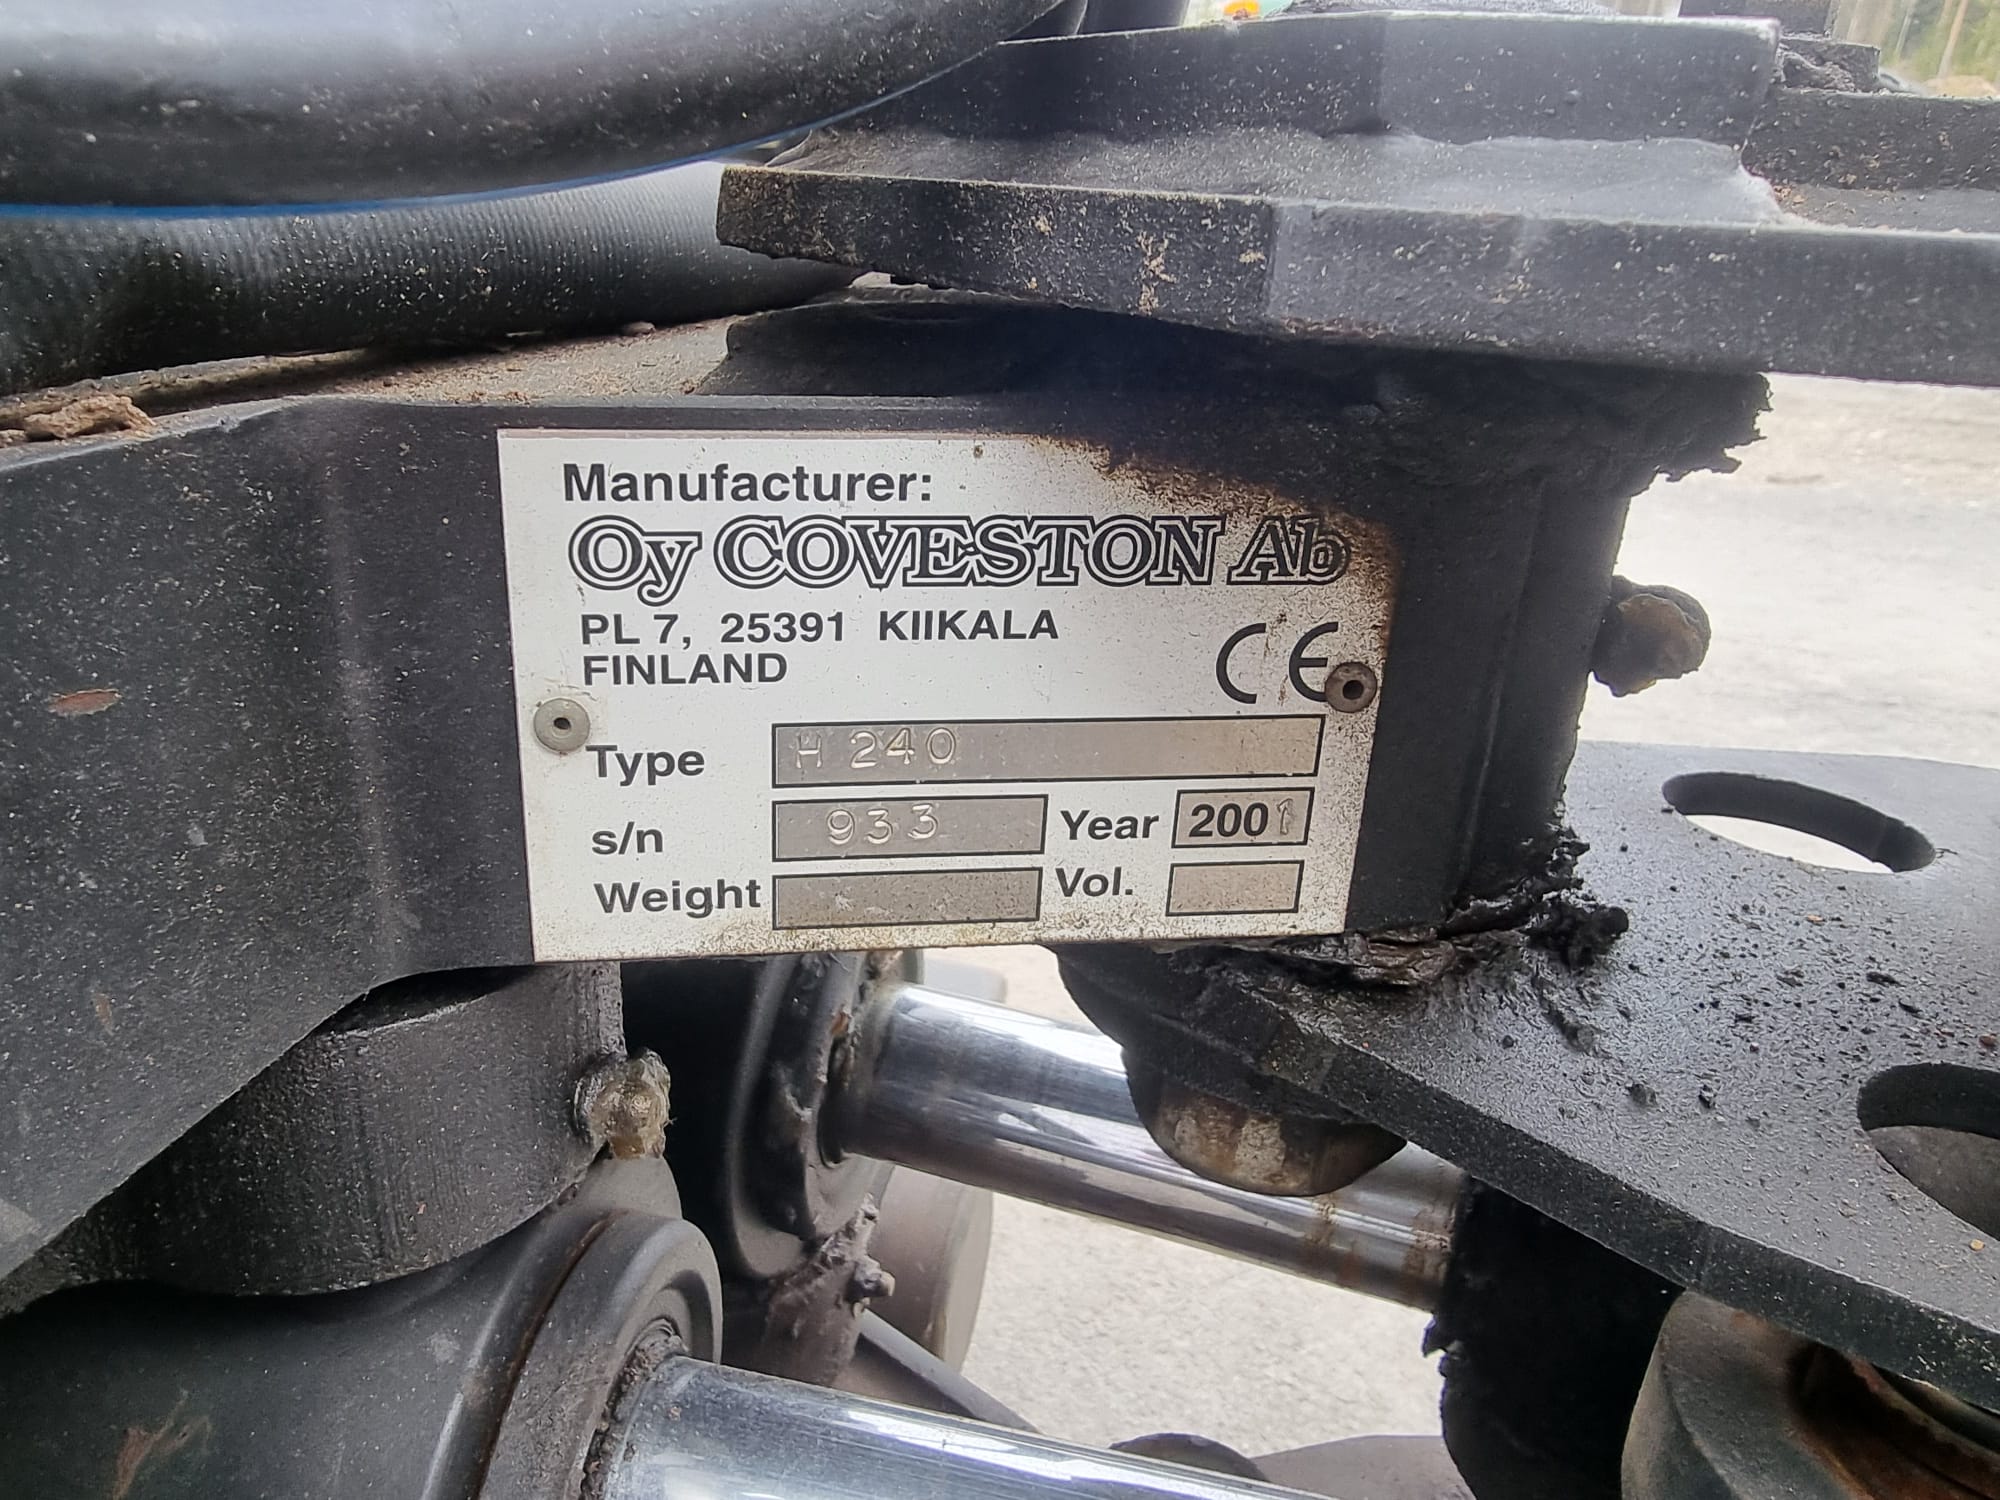 Manufacturer:
Oy COVESTON Ab
PL 7, 25391 KIIKALA
FINLAND
CE
Type H 240
s/n 933 Year 2001
Weight Vol.